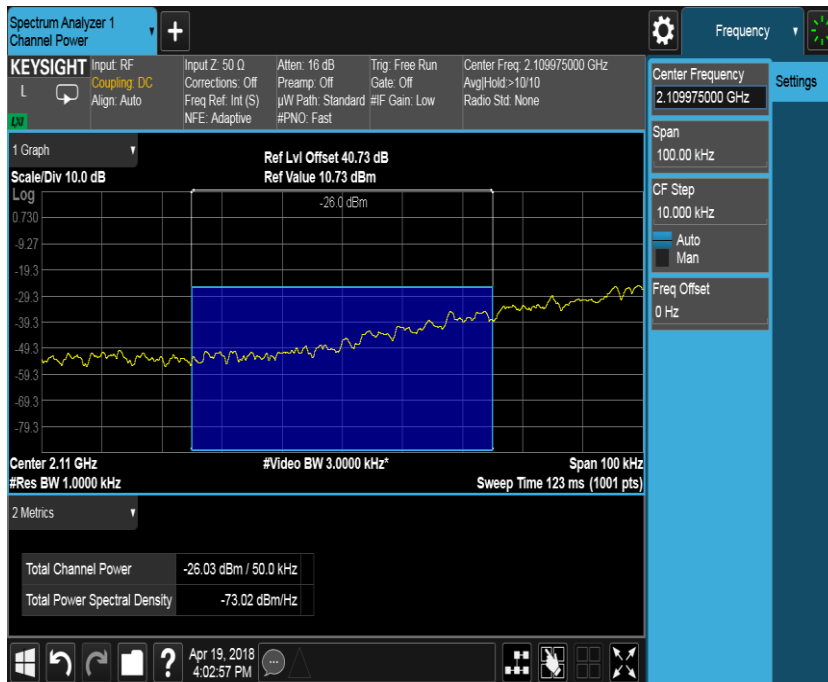 Spectrum Analyzer 1
Channel Power
+
Frequency
KEYSIGHT
L
LXI
Input: RF
Coupling: DC
Align: Auto
Input Z: 50 Ω
Corrections: Off
Freq Ref: Int (S)
NFE: Adaptive
Atten: 16 dB
Preamp: Off
µW Path: Standard
#PNO: Fast
Trig: Free Run
Gate: Off
#IF Gain: Low
Center Freq: 2.109975000 GHz
Avg|Hold:>10/10
Radio Std: None
Center Frequency
2.109975000 GHz
Settings
Span
100.00 kHz
CF Step
10.000 kHz
Auto
Man
Freq Offset
0 Hz
1 Graph
Ref Lvl Offset 40.73 dB
Scale/Div 10.0 dB
Ref Value 10.73 dBm
Log
-26.0 dBm
0.730
-9.27
-19.3
-29.3
-39.3
-49.3
-59.3
-69.3
-79.3
Center 2.11 GHz
#Video BW 3.0000 kHz*
Span 100 kHz
#Res BW 1.0000 kHz
Sweep Time 123 ms (1001 pts)
2 Metrics
Total Channel Power -26.03 dBm / 50.0 kHz
Total Power Spectral Density -73.02 dBm/Hz
?
Apr 19, 2018
4:02:57 PM